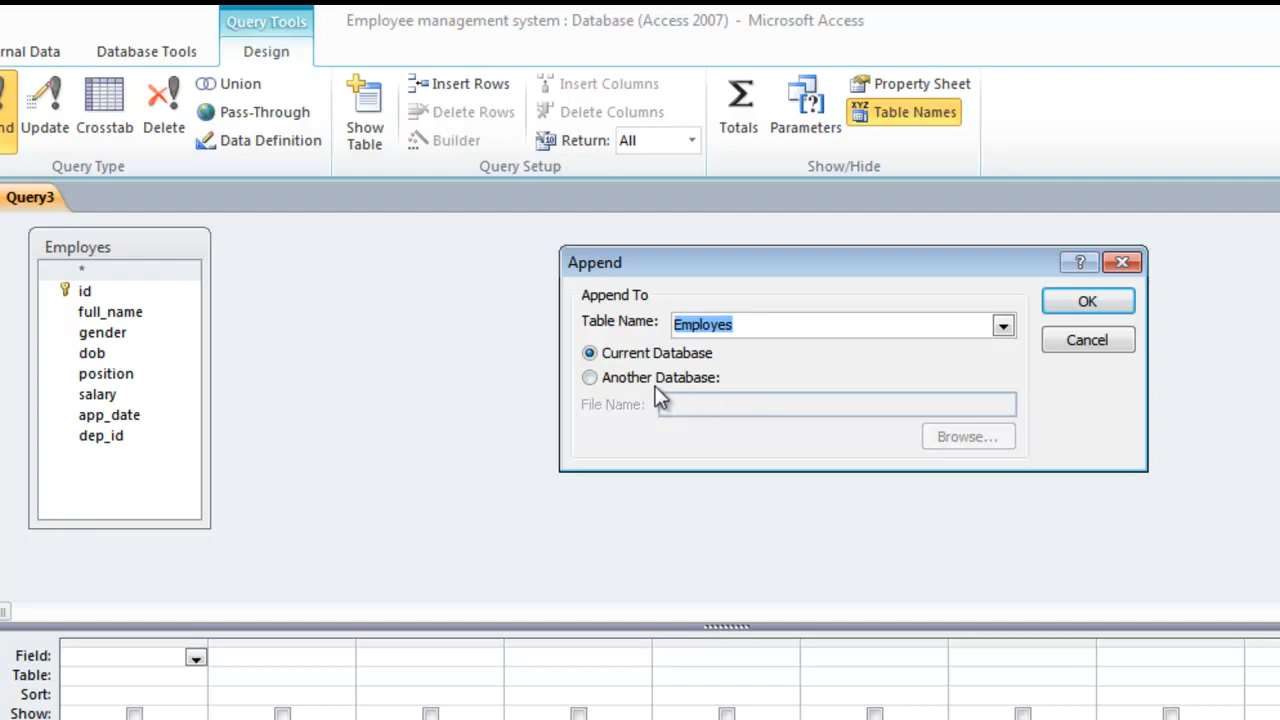 Query Tools
Employee management system : Database (Access 2007) - Microsoft Access
rnal Data
Database Tools
Design
nd
Update
Crosstab
Delete
Union
Pass-Through
Data Definition
Query Type
Show
Table
Insert Rows
Delete Rows
Builder
Insert Columns
Delete Columns
Return: All
Query Setup
Totals
Parameters
Property Sheet
XYZ Table Names
Show/Hide
Query3
Employes
*
id
full_name
gender
dob
position
salary
app_date
dep_id
Append
Append To
Table Name: Employes
Current Database
Another Database:
File Name:
Browse...
OK
Cancel
Field:
Table:
Sort:
Show: